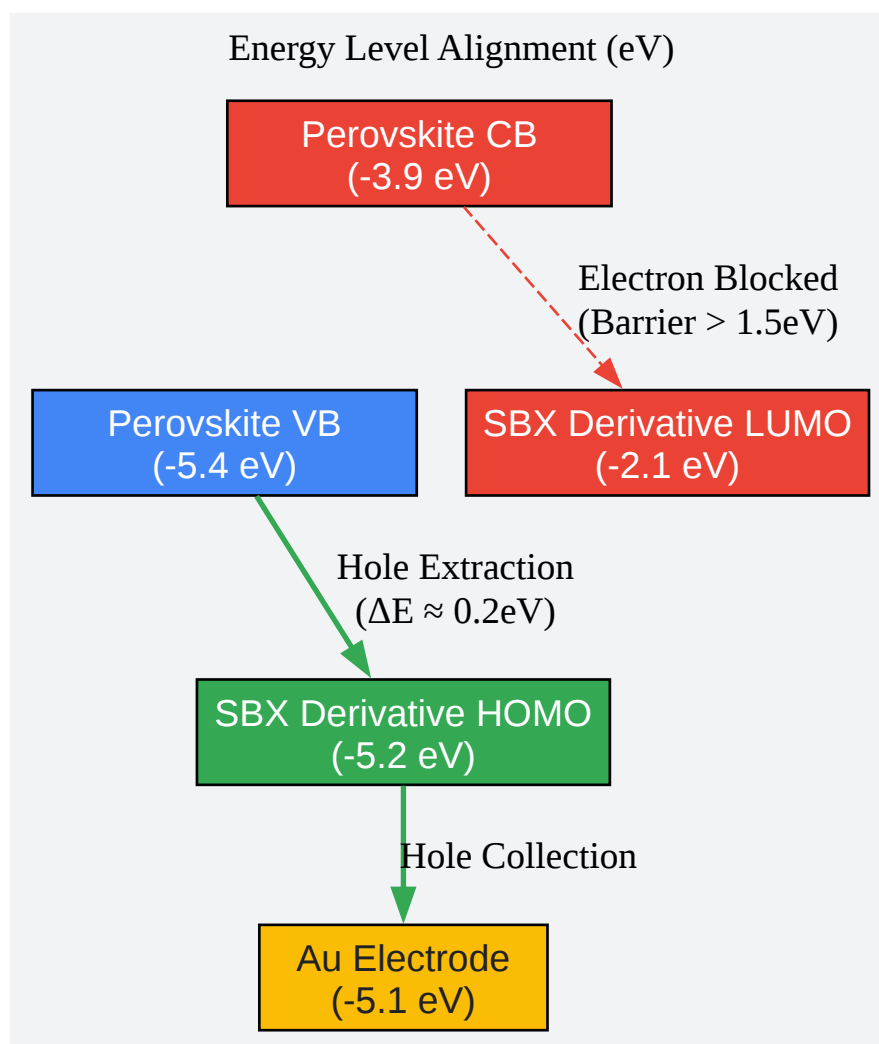 Energy Level Alignment (eV)
Perovskite CB
(-3.9 eV)
Electron Blocked
(Barrier > 1.5eV)
Perovskite VB
(-5.4 eV)
SBX Derivative LUMO
(-2.1 eV)
Hole Extraction
(ΔE ≈ 0.2eV)
SBX Derivative HOMO
(-5.2 eV)
Hole Collection
Au Electrode
(-5.1 eV)